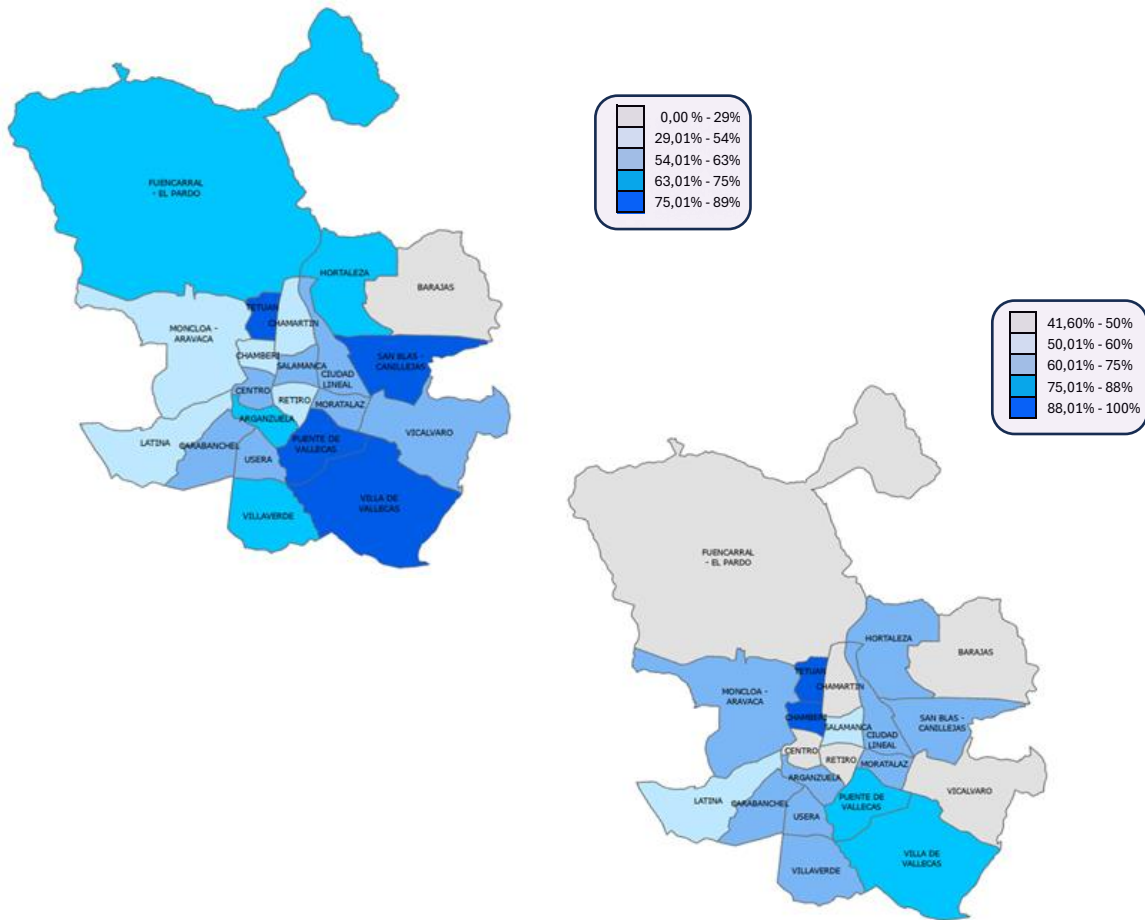 0,00 % - 29%
29,01% - 54%
54,01% - 63%
63,01% - 75%
75,01% - 89%
FUENCARRAL
- EL PARDO
HORTALEZA
BARAJAS
TETUAN
CHAMARTIN
MONCLOA -
ARAVACA
CHAMBERI
SAN BLAS -
CANILLEJAS
SALAMANCA
CIUDAD
LINEAL
CENTRO
RETIRO
MORATALAZ
ARGANZUELA
VICALVARO
LATINA
CARABANCHEL
PUENTE DE
VALLECAS
USERA
VILLA DE
VALLECAS
VILLAVERDE
41,60% - 50%
50,01% - 60%
60,01% - 75%
75,01% - 88%
88,01% - 100%
FUENCARRAL
- EL PARDO
HORTALEZA
BARAJAS
TETUAN
CHAMARTIN
MONCLOA -
ARAVACA
CHAMBERI
SAN BLAS -
CANILLEJAS
SALAMANCA
CIUDAD
LINEAL
CENTRO
RETIRO
MORATALAZ
ARGANZUELA
VICALVARO
LATINA
CARABANCHEL
PUENTE DE
VALLECAS
USERA
VILLA DE
VALLECAS
VILLAVERDE